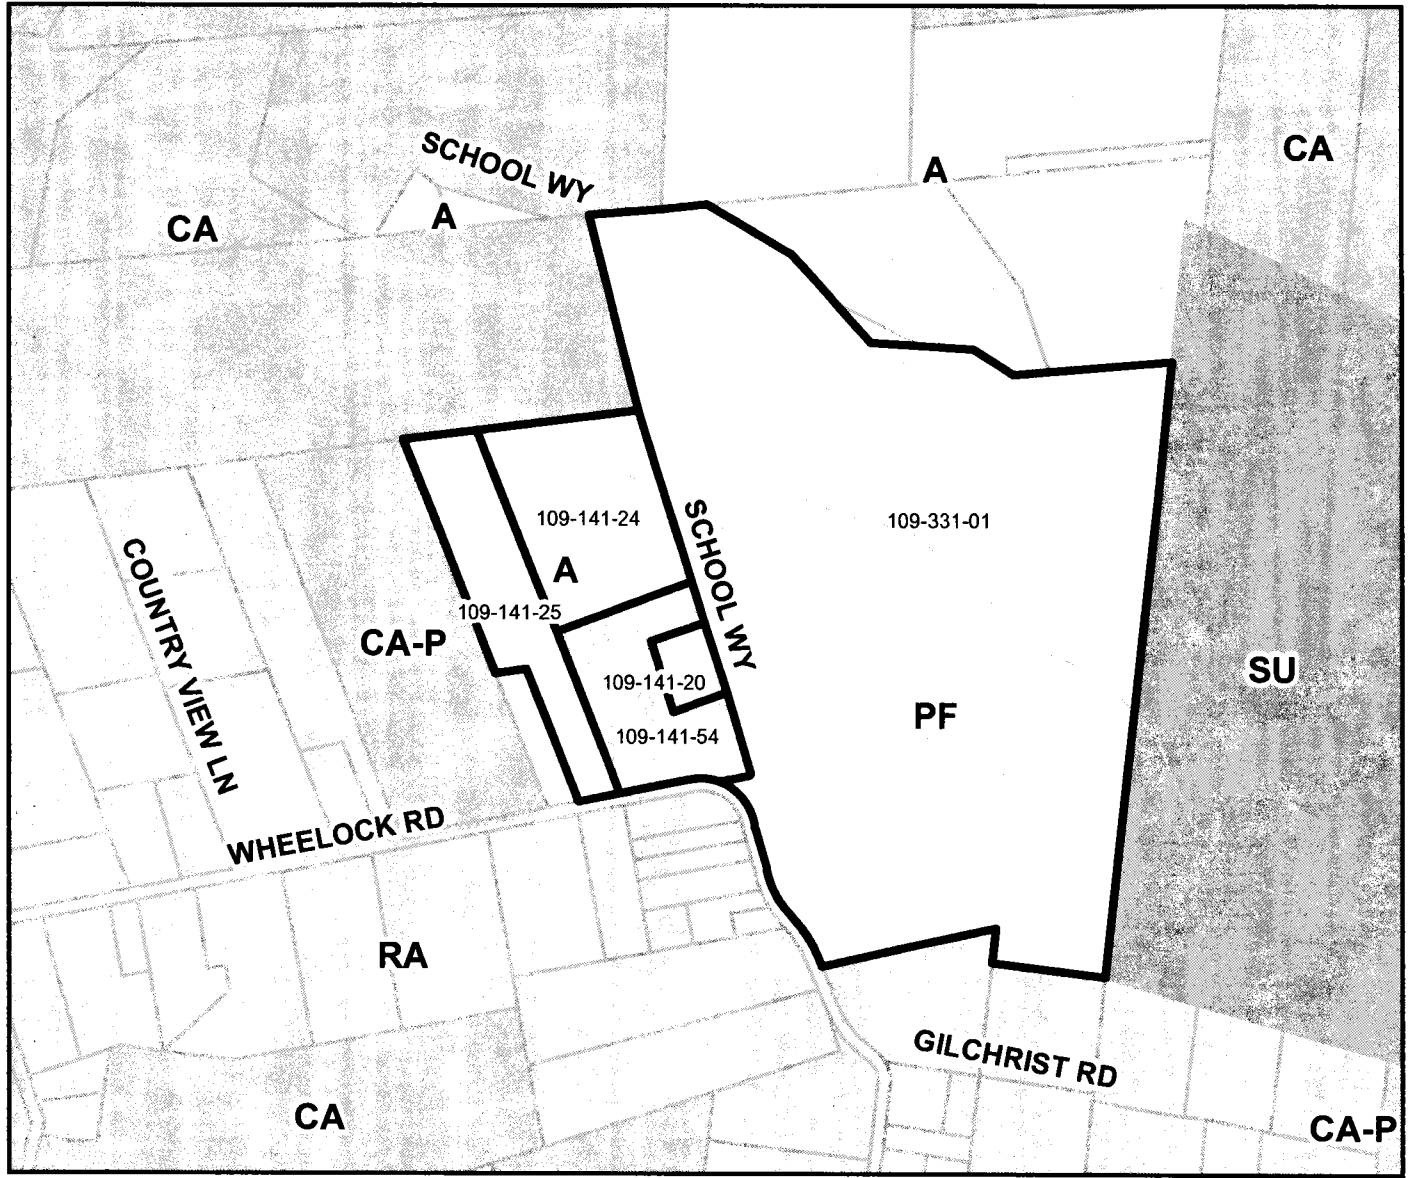 SCHOOL WY
CA
A
A
CA
109-141-24
109-331-01
SCHOOL WY
A
COUNTRY VIEW LN
109-141-25
CA-P
109-141-20
SU
PF
109-141-54
WHEELOCK RD
RA
GILCHRIST RD
CA
CA-P